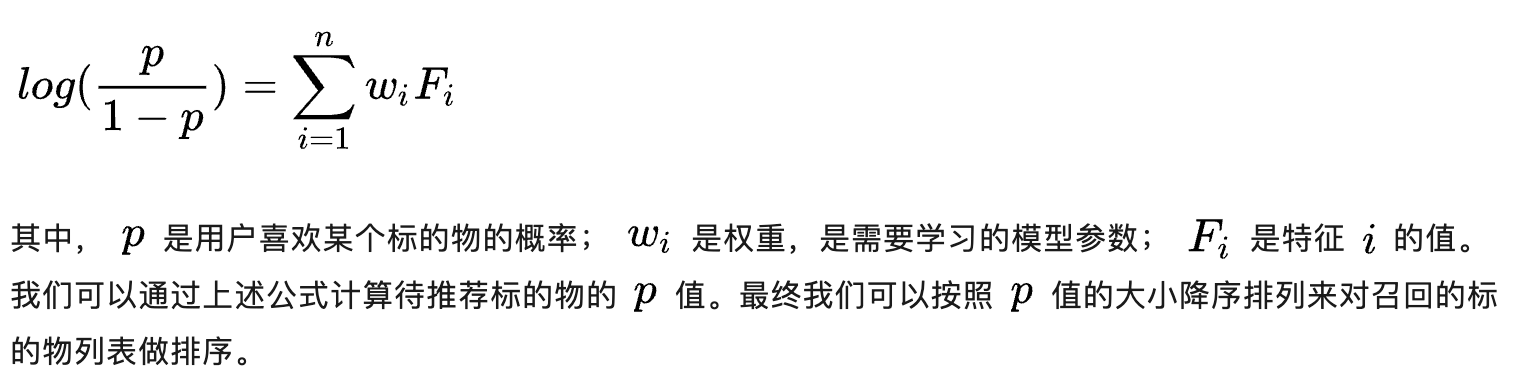 log(\frac{p}{1-p}) = \sum_{i=1}^{n} w_i F_i
其中， p 是用户喜欢某个标的物的概率； w_i 是权重，是需要学习的模型参数； F_i 是特征 i 的值。
我们可以通过上述公式计算待推荐标的物的 p 值。最终我们可以按照 p 值的大小降序排列来对召回的标
的物列表做排序。